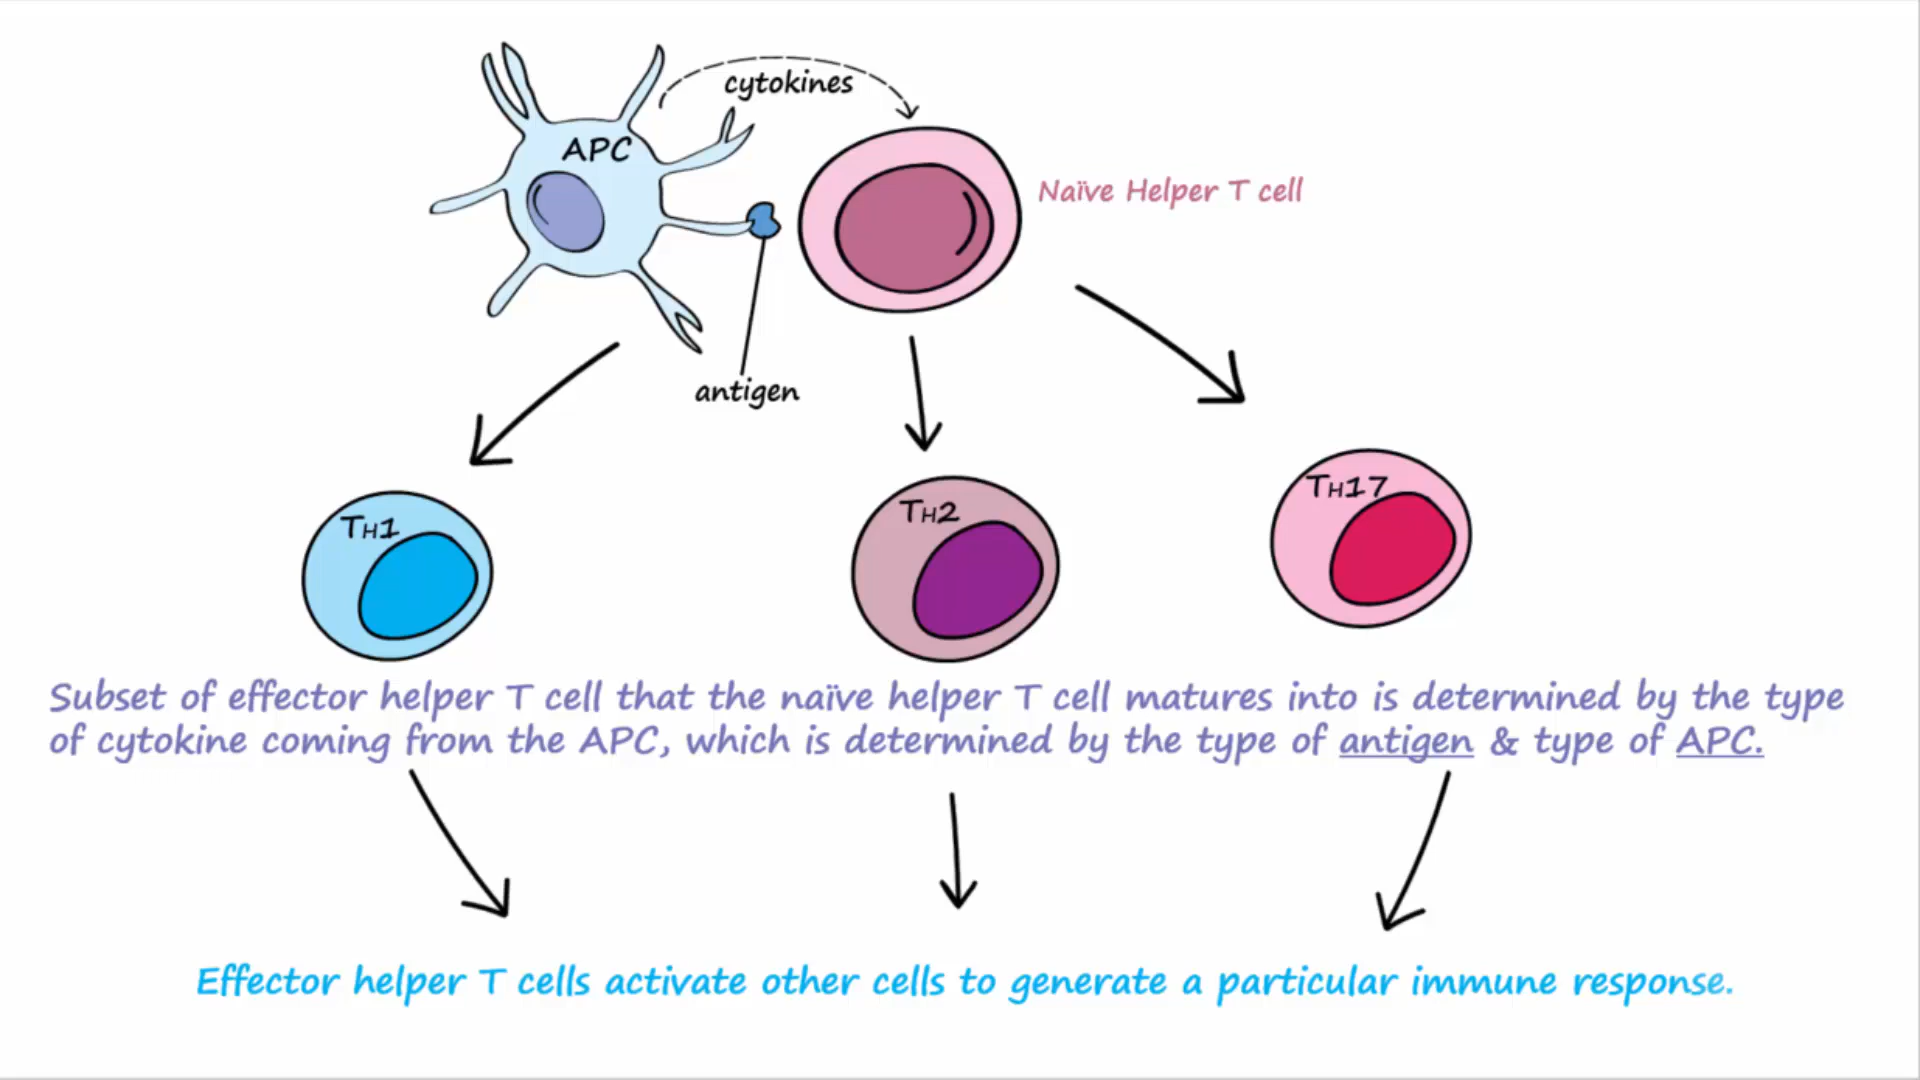 cytokines
APC
Naïve Helper T cell
antigen
TH1
TH2
TH17
Subset of effector helper T cell that the naïve helper T cell matures into is determined by the type
of cytokine coming from the APC, which is determined by the type of antigen & type of APC.
Effector helper T cells activate other cells to generate a particular immune response.